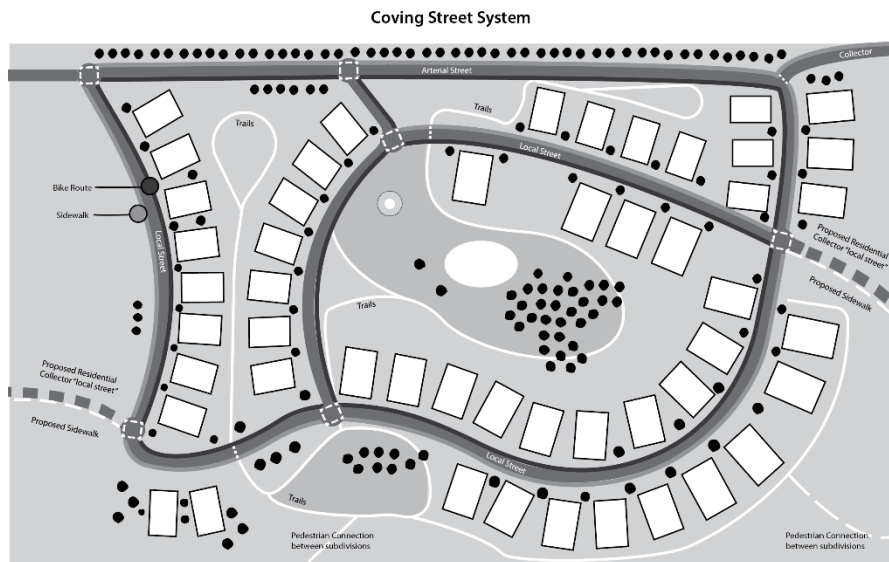 Coving Street System
Collector
Arterial Street
Trails
Trails
Local Street
Bike Route
Sidewalk
Local Street
Proposed Residential
Collector "local street"
Proposed Sidewalk
Trails
Proposed Residential
Collector "local street"
Proposed Sidewalk
Local Street
Trails
Pedestrian Connection
between subdivisions
Pedestrian Connection
between subdivisions